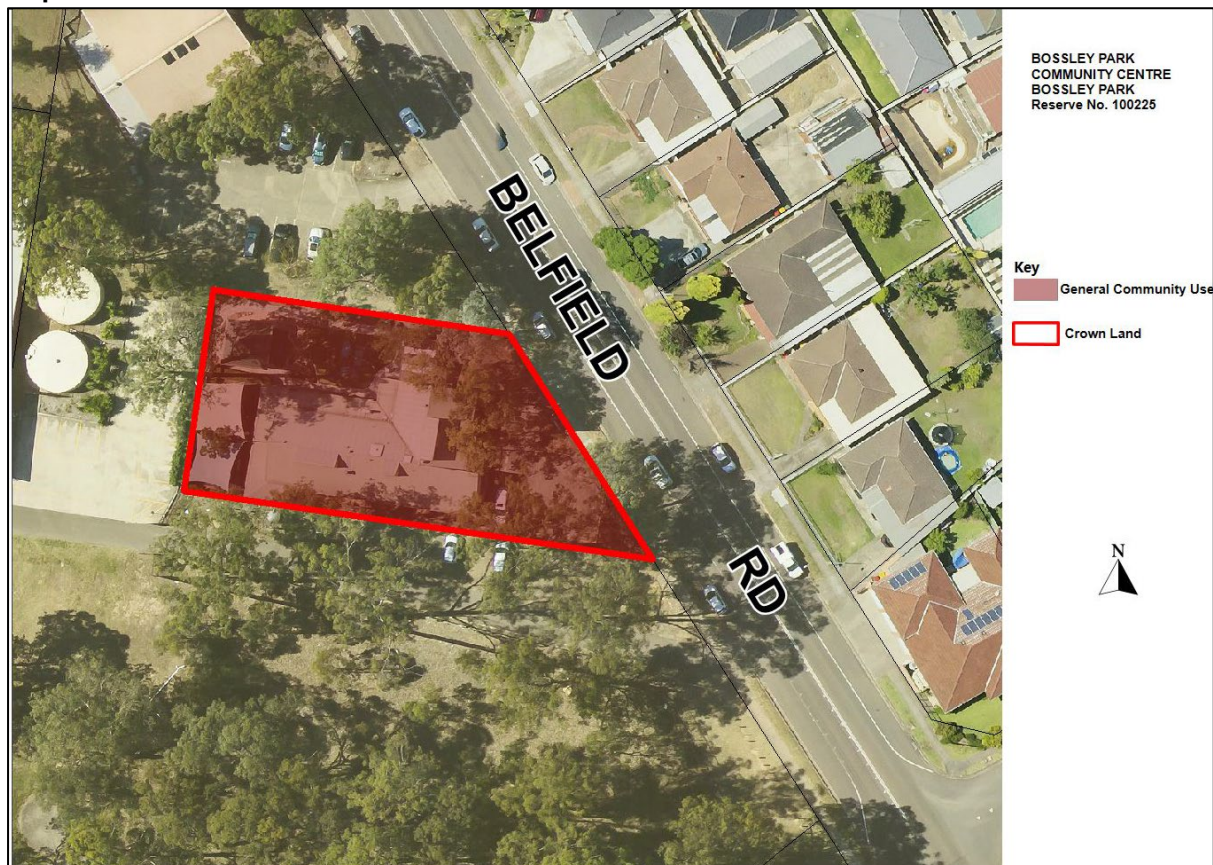 BOSSLEY PARK
COMMUNITY CENTRE
BOSSLEY PARK
Reserve No. 100225
BELFIELD
RD
Key
General Community Use
Crown Land
N